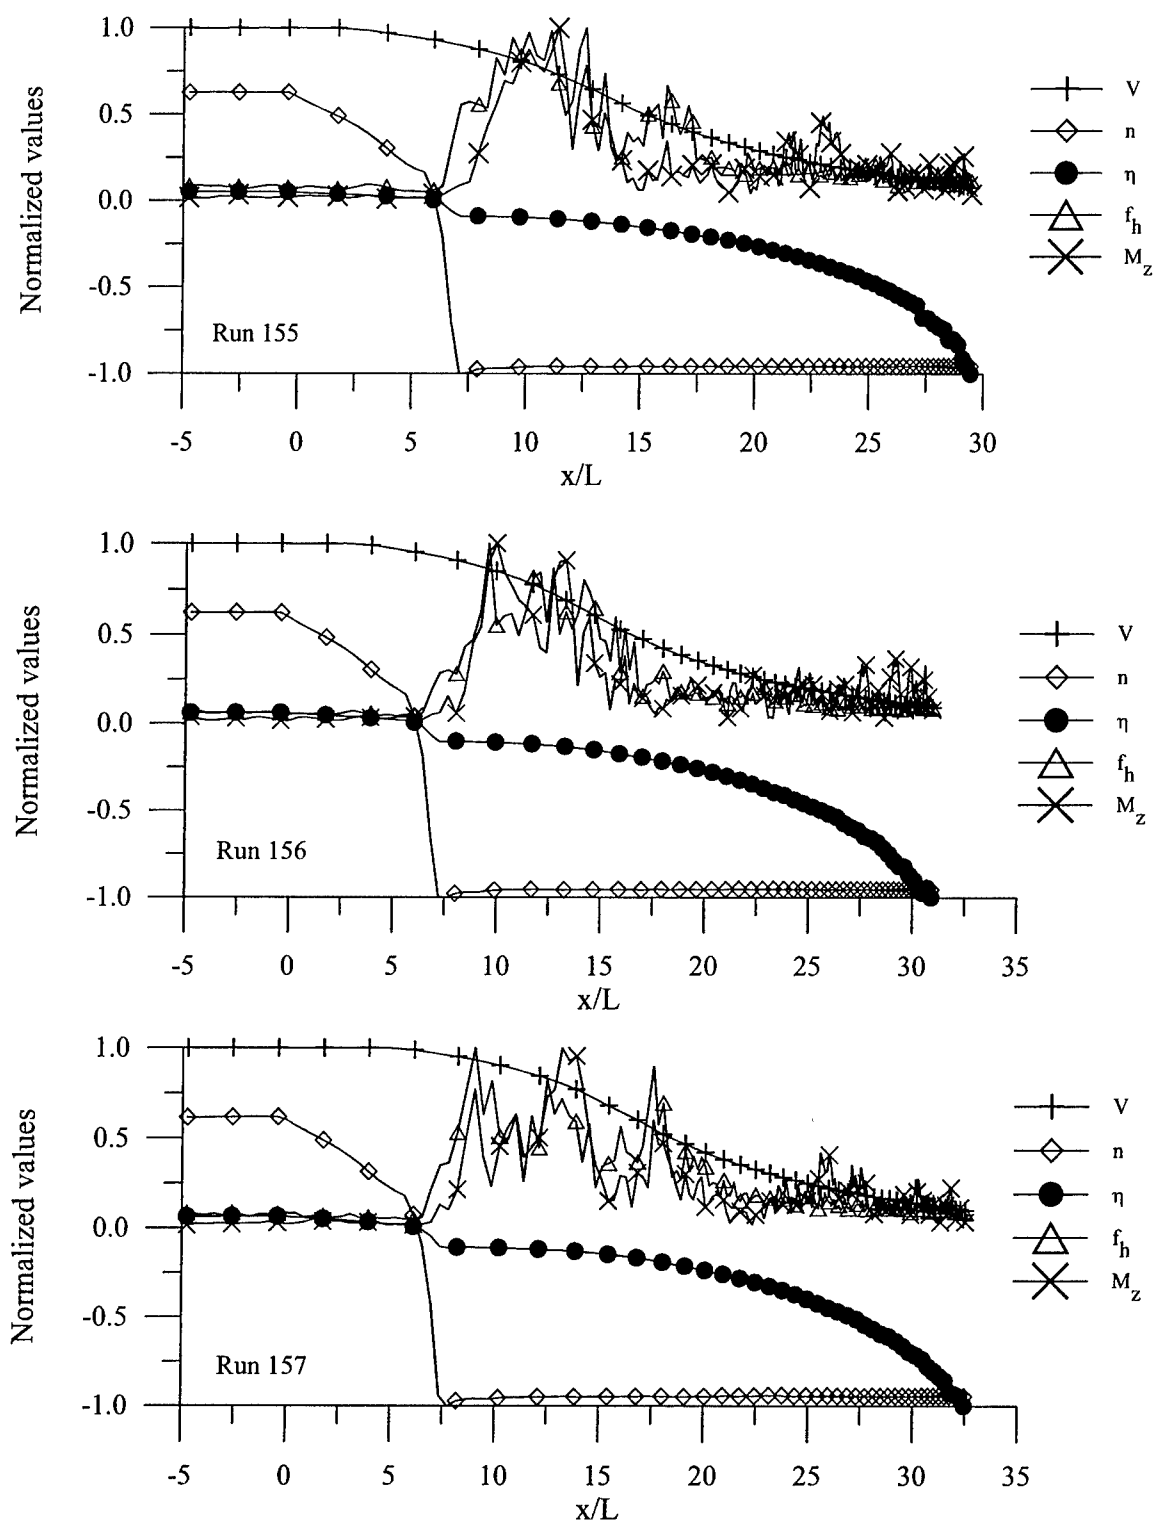 Normalized values
1.0
0.5
0.0
-0.5
-1.0
Run 155
-5 0 5 10 15 20 25 30
x/L
V
n
η
f_h
M_z
Normalized values
1.0
0.5
0.0
-0.5
-1.0
Run 156
-5 0 5 10 15 20 25 30 35
x/L
V
n
η
f_h
M_z
Normalized values
1.0
0.5
0.0
-0.5
-1.0
Run 157
-5 0 5 10 15 20 25 30 35
x/L
V
n
η
f_h
M_z